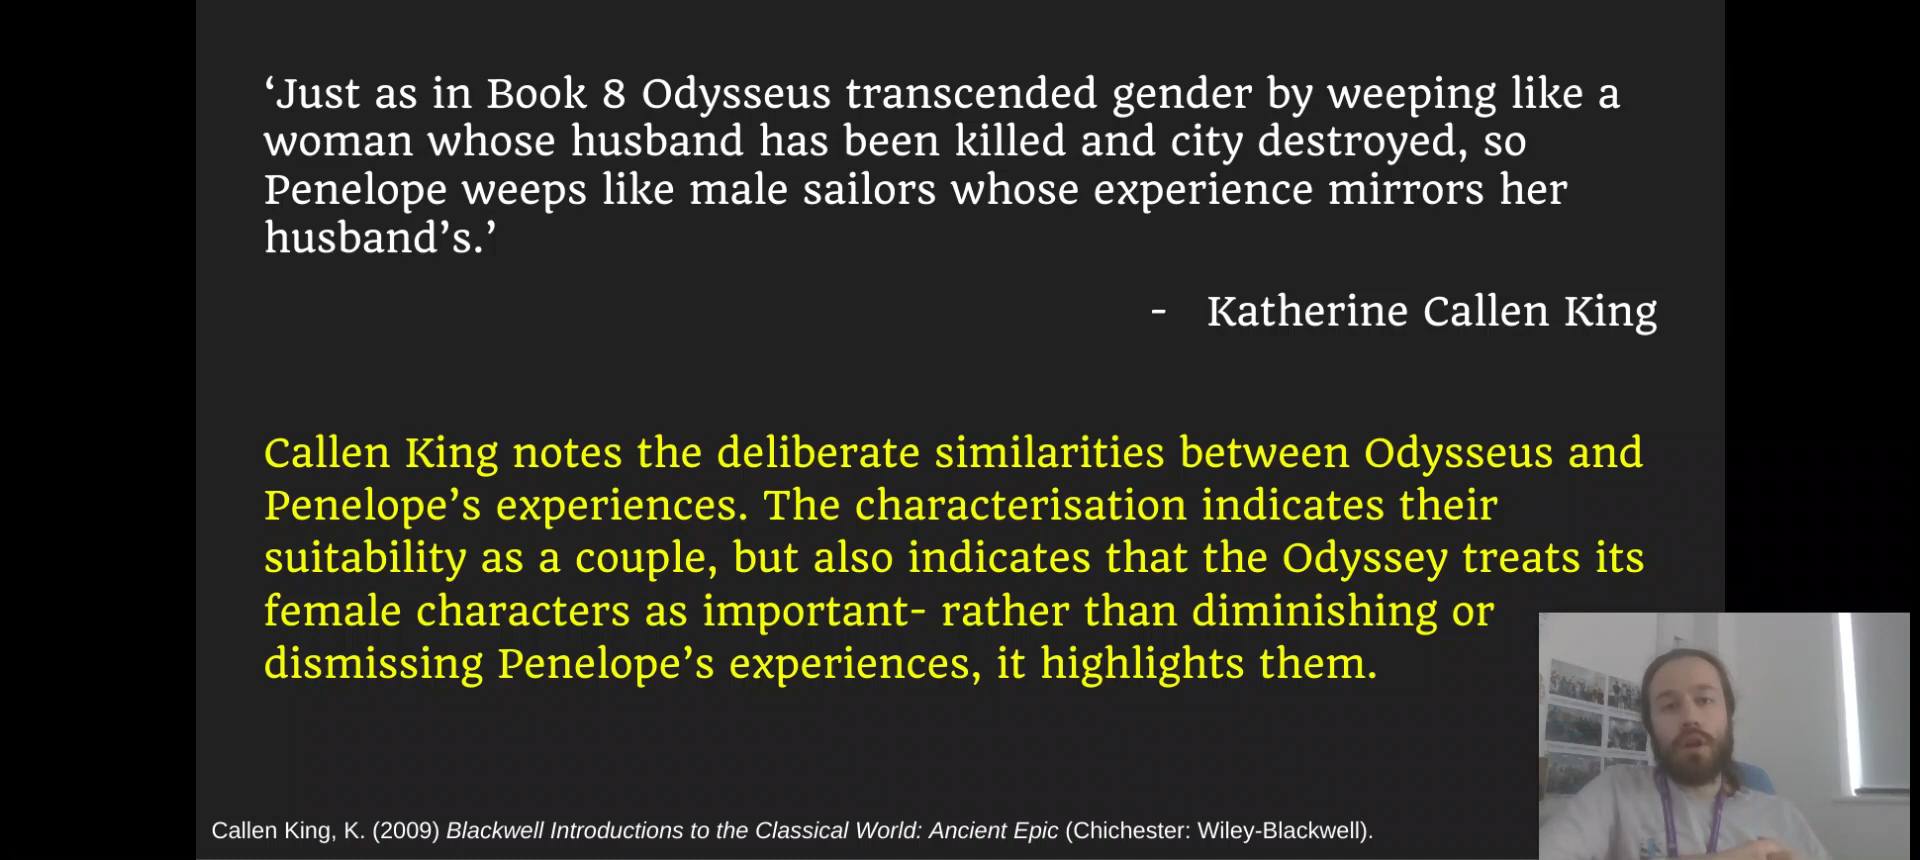 ‘Just as in Book 8 Odysseus transcended gender by weeping like a
woman whose husband has been killed and city destroyed, so
Penelope weeps like male sailors whose experience mirrors her
husband’s.’
- Katherine Callen King
Callen King notes the deliberate similarities between Odysseus and
Penelope’s experiences. The characterisation indicates their
suitability as a couple, but also indicates that the Odyssey treats its
female characters as important- rather than diminishing or
dismissing Penelope’s experiences, it highlights them.
Callen King, K. (2009) Blackwell Introductions to the Classical World: Ancient Epic (Chichester: Wiley-Blackwell).